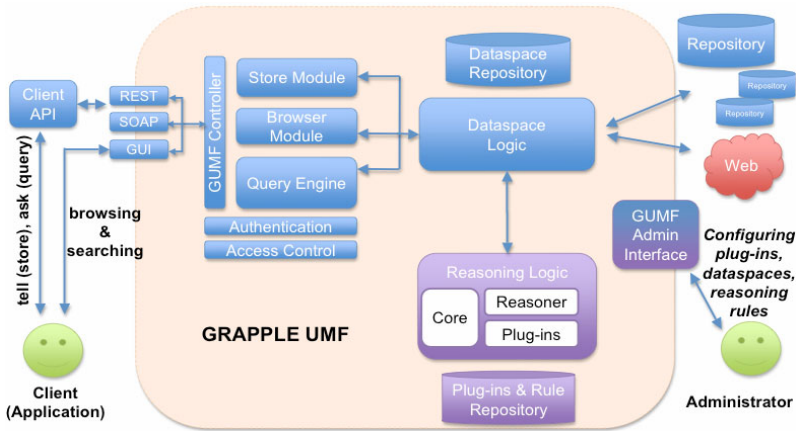 Client
API
REST
SOAP
GUI
GUMF Controller
Store Module
Browser
Module
Query Engine
Authentication
Access Control
Dataspace
Repository
Dataspace
Logic
Repository
Repository
Repository
Web
GUMF
Admin
Interface
Configuring
plug-ins,
dataspaces,
reasoning
rules
tell (store), ask (query)
browsing
&
searching
Reasoning Logic
Core
Reasoner
Plug-ins
GRAPPLE UMF
Plug-ins & Rule
Repository
Client
(Application)
Administrator